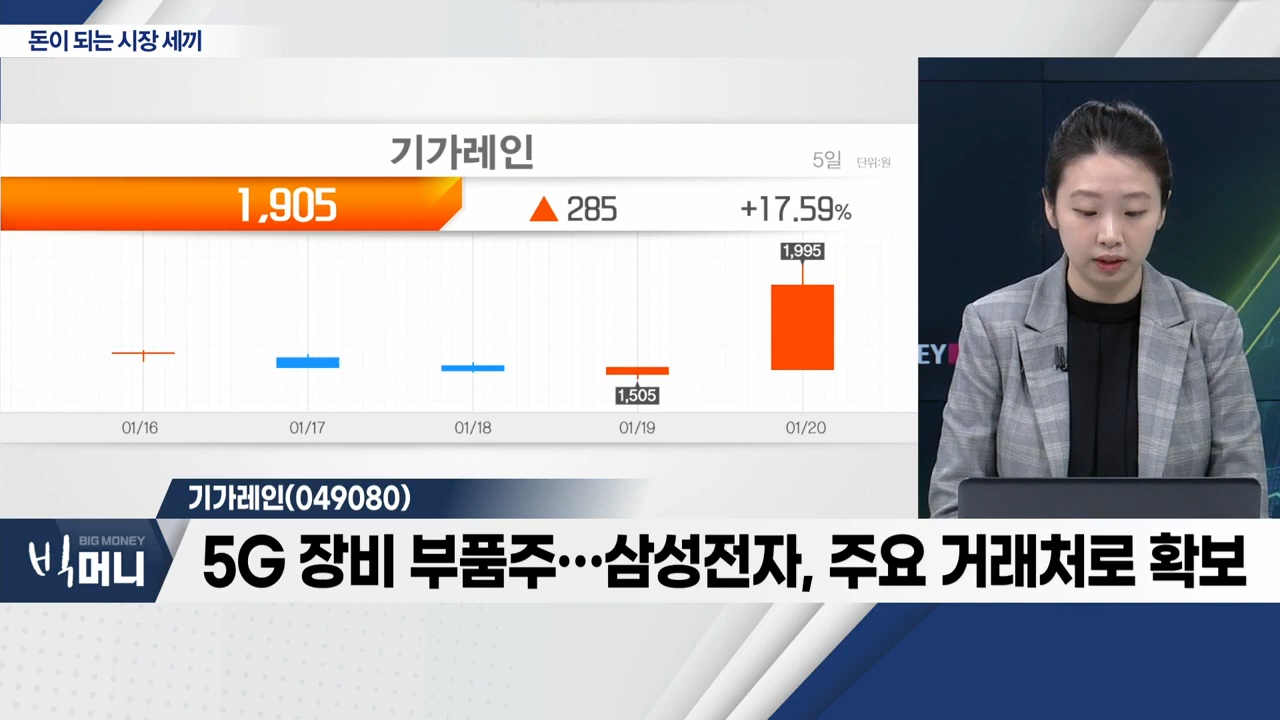 돈이 되는 시장 세끼
기가레인
5일 단위:원
1,905 ▲ 285 +17.59%
1,995
1,505
01/16 01/17 01/18 01/19 01/20
EY
기가레인(049080)
BIG MONEY
빅머니
5G 장비 부품주…삼성전자, 주요 거래처로 확보